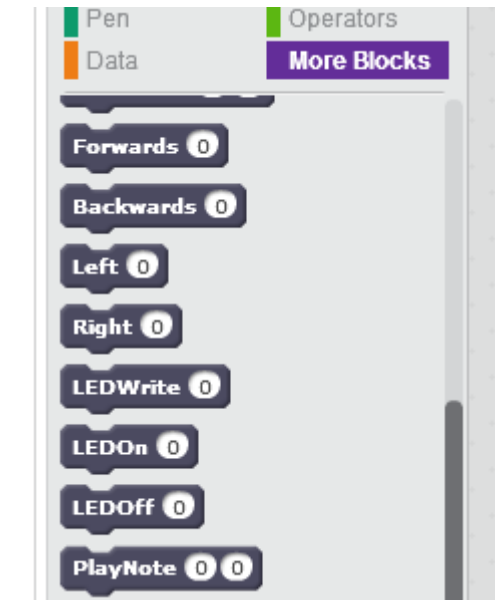 Pen Operators
Data More Blocks
Forwards 0
Backwards 0
Left 0
Right 0
LEDWrite 0
LEDOn 0
LEDOff 0
PlayNote 0 0